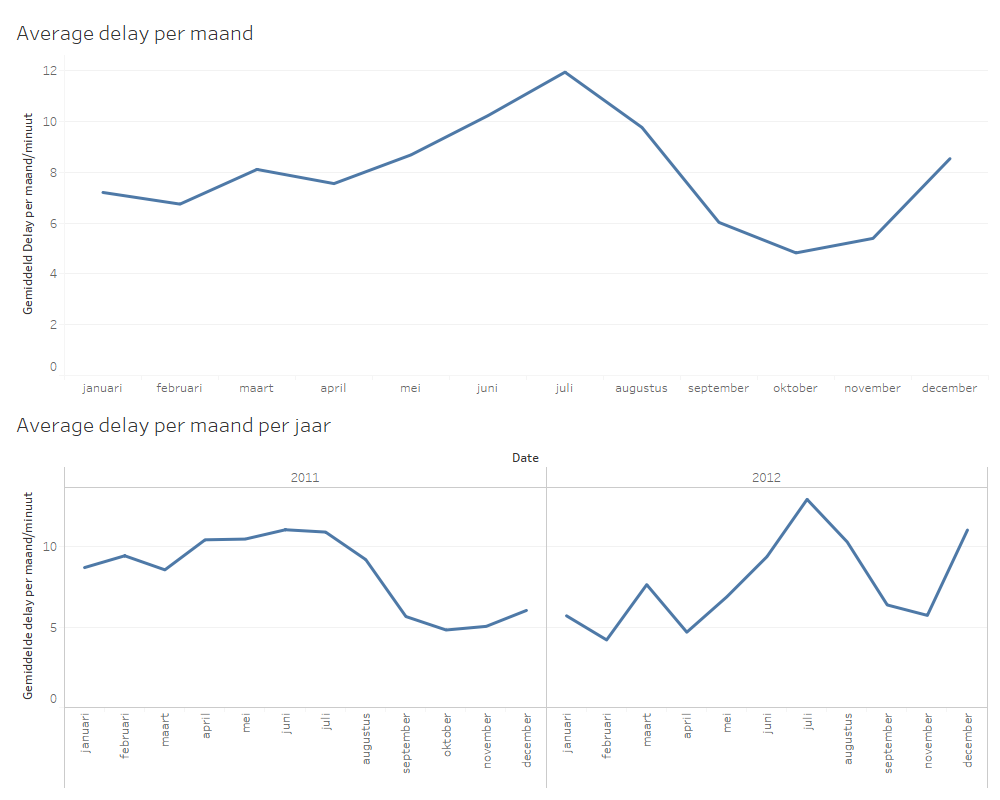 Average delay per maand
Gemiddeld Delay per maand/minuut
12
10
8
6
4
2
0
januari februari maart april mei juni juli augustus september oktober november december
Average delay per maand per jaar
Date
2011 2012
Gemiddelde delay per maand/minuut
10
5
0
januari februari maart april mei juni juli augustus september oktober november december januari februari maart april mei juni juli augustus september november december